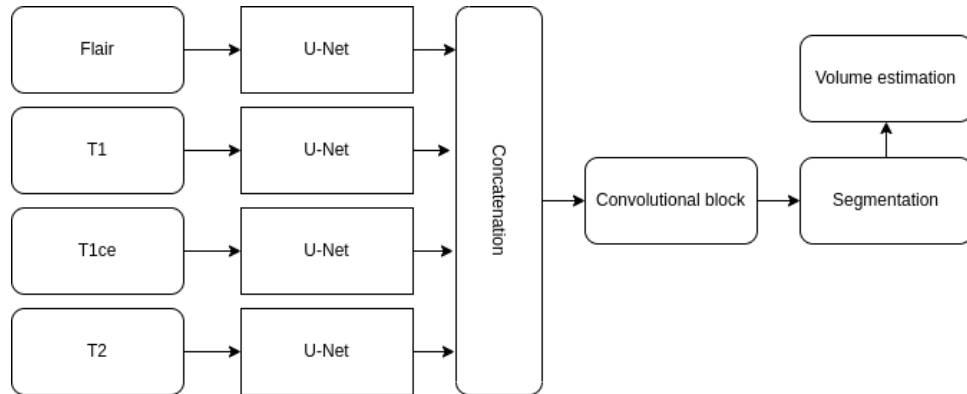 Flair
U-Net
T1
U-Net
T1ce
U-Net
T2
U-Net
Concatenation
Convolutional block
Segmentation
Volume estimation